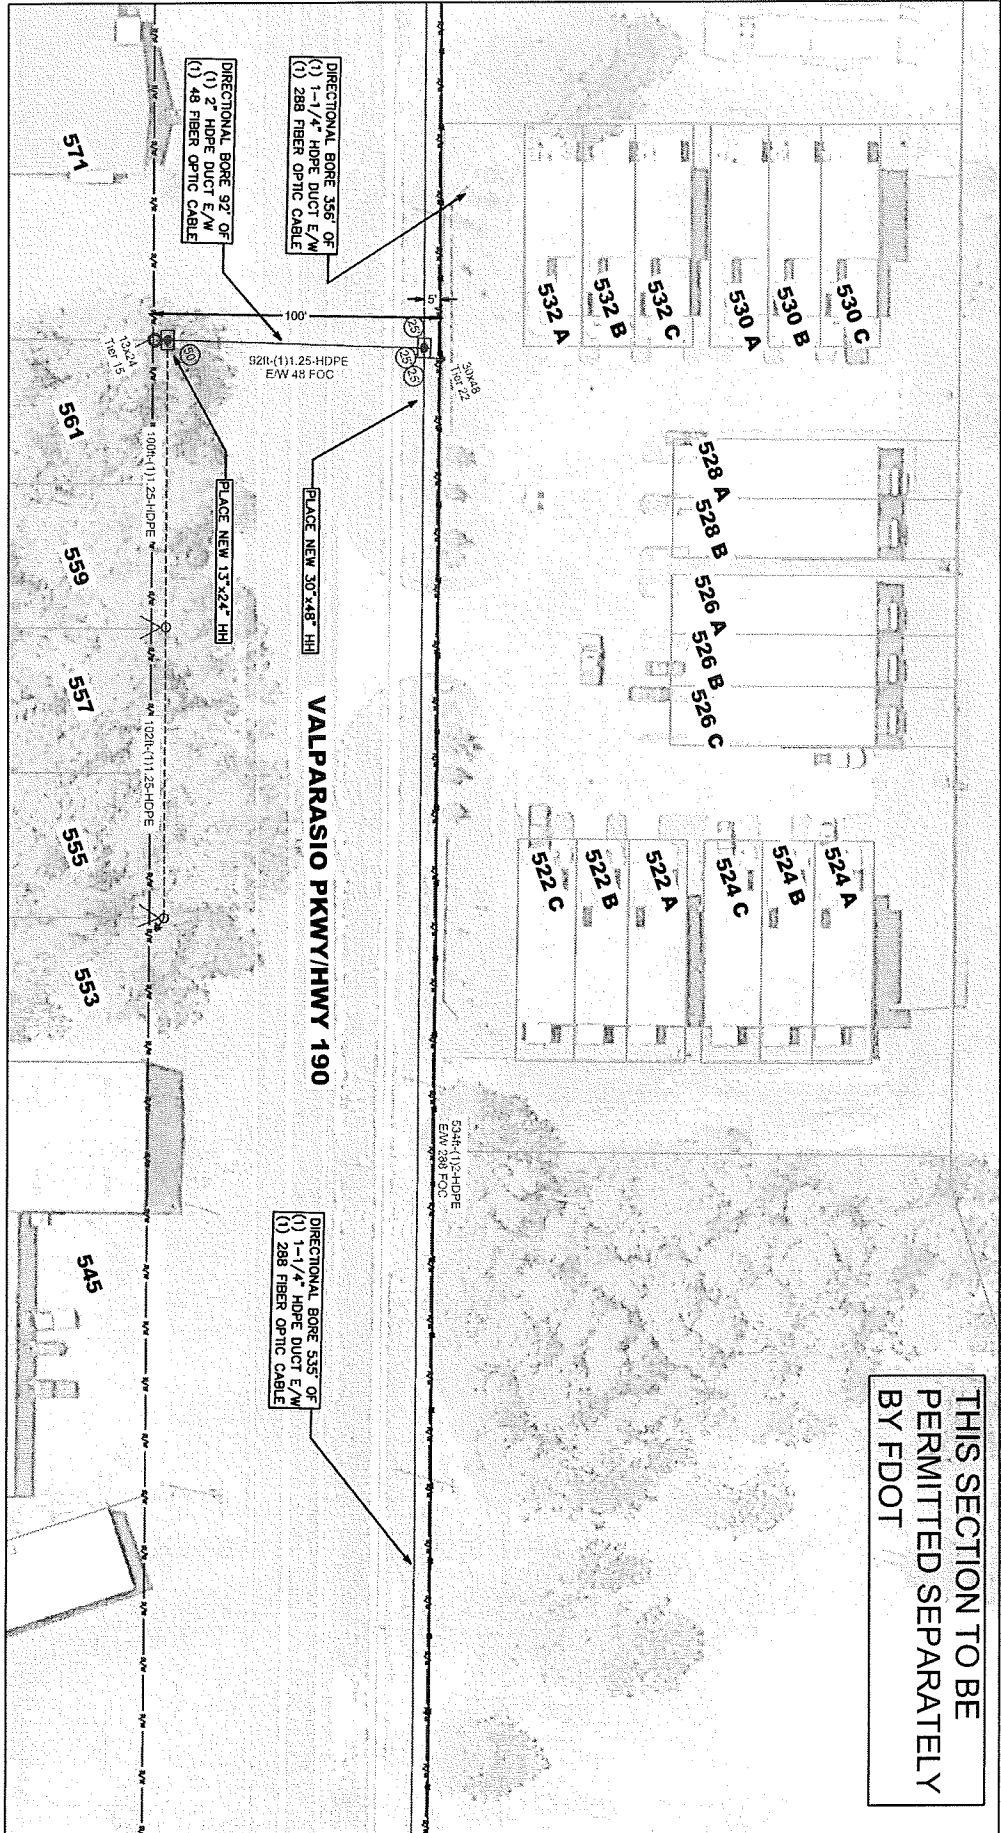 THIS SECTION TO BE
PERMITTED SEPARATELY
BY FDOT
530 C
530 B
530 A
532 C
532 B
532 A
528 A
528 B
526 A
526 B
526 C
524 A
524 B
524 C
522 A
522 B
522 C
30x48
Tier 22
534ft-(1)2-HDPE
E/W 288 FOC
5'
25'
25'
25'
DIRECTIONAL BORE 356' OF
(1) 1-1/4" HDPE DUCT E/W
(1) 288 FIBER OPTIC CABLE
100'
92ft-(1)1.25-HDPE
E/W 48 FOC
PLACE NEW 30"x48" HH
VALPARASIO PKWY/HWY 190
DIRECTIONAL BORE 535' OF
(1) 1-1/4" HDPE DUCT E/W
(1) 288 FIBER OPTIC CABLE
DIRECTIONAL BORE 92' OF
(1) 2" HDPE DUCT E/W
(1) 48 FIBER OPTIC CABLE
PLACE NEW 13"x24" HH
50'
13x24
Tier 15
R/W
100ft-(1)1.25-HDPE
R/W
102ft-(1)1.25-HDPE
571
561
559
557
555
553
545